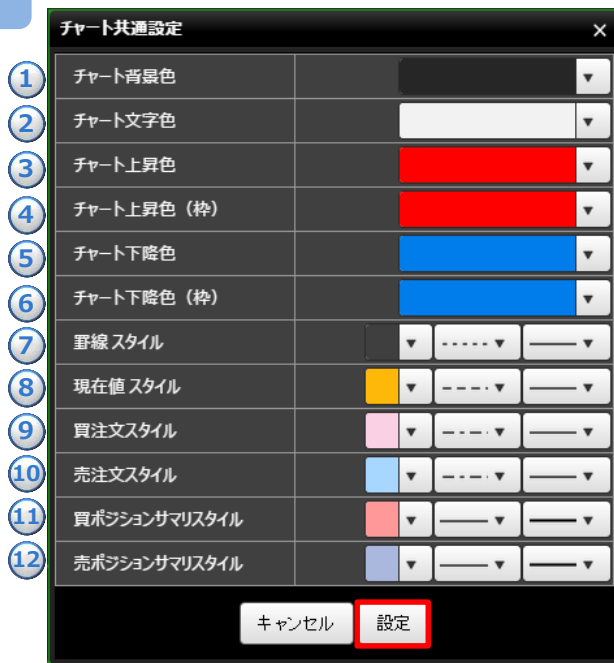 チャート共通設定 ×
1 チャート背景色
2 チャート文字色
3 チャート上昇色
4 チャート上昇色（枠）
5 チャート下降色
6 チャート下降色（枠）
7 罫線 スタイル
8 現在値 スタイル
9 買注文スタイル
10 売注文スタイル
11 買ポジションサマリスタイル
12 売ポジションサマリスタイル
キャンセル 設定